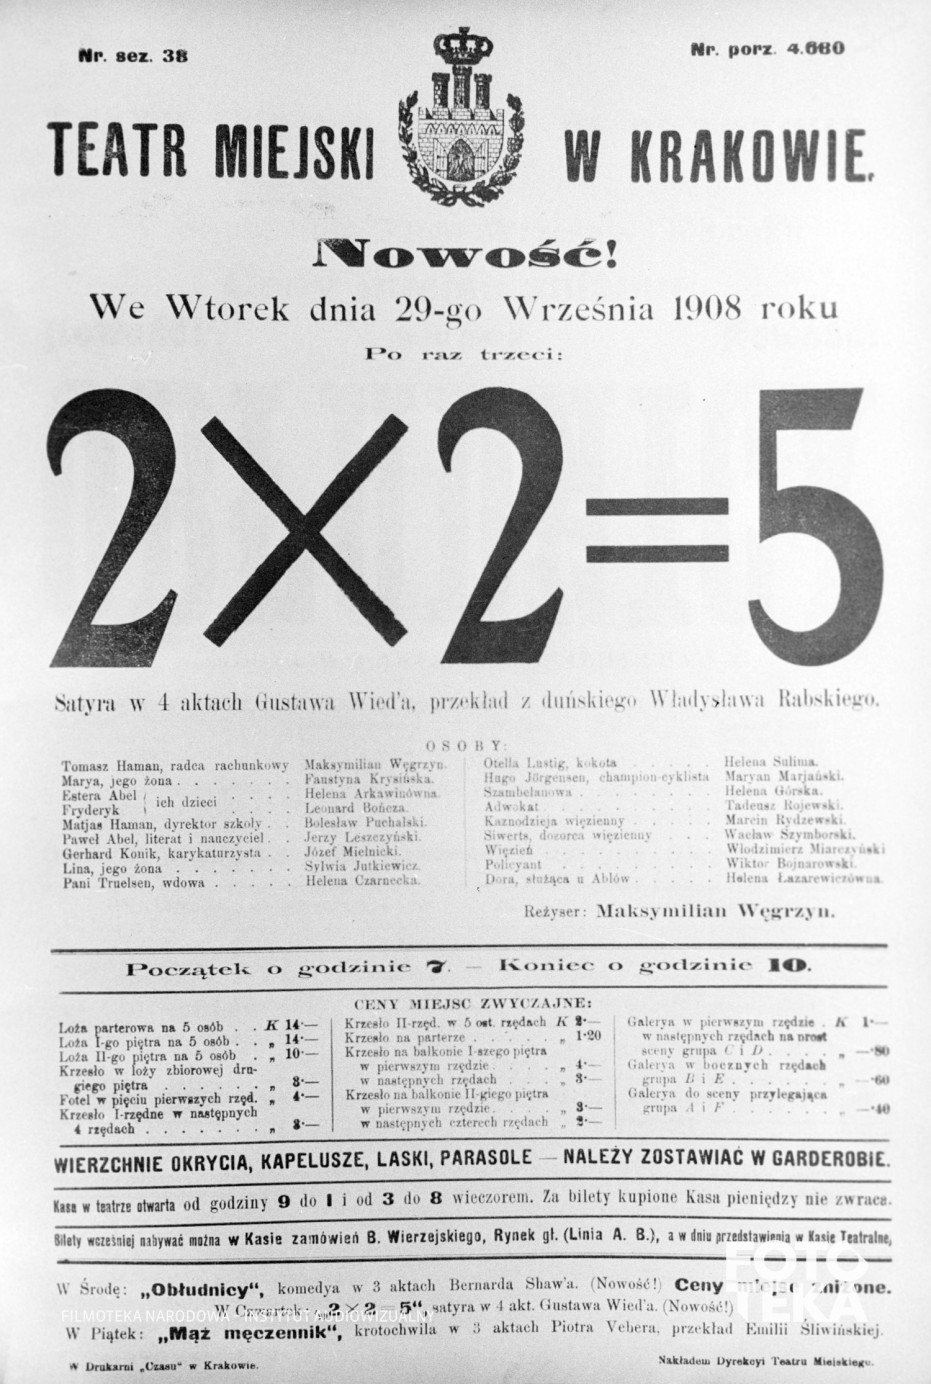 Nr. sez. 38
Nr. porz. 4.660
TEATR MIEJSKI W KRAKOWIE.
Nowość!
We Wtorek dnia 29-go Września 1908 roku
Po raz trzeci:
2×2=5
Satyra w 4 aktach Gustawa Wied'a, przekład z duńskiego Władysława Rabskiego.
OSOBY:
Tomasz Haman, radca rachunkowy Maksymilian Węgrzyn.
Marya, jego żona . . . . . . . Faustyna Krysińska.
Estera Abel } ich dzieci . . . . Helena Arkawinówna.
Fryderyk } Leonard Bończa.
Matjas Haman, dyrektor szkoły . . Bolesław Puchalski.
Paweł Abel, literat i nauczyciel . . Jerzy Leszczyński.
Gerhard Konik, karykaturzysta . . Józef Mielnicki.
Lina, jego żona . . . . . . . Sylwia Jutkiewicz.
Pani Truelsen, wdowa . . . . . Helena Czarnecka.
Otella Lustig, kokota . . . . . Helena Sulima.
Hugo Jörgensen, champion-cyklista Maryan Marjański.
Szambelanowa . . . . . . . . Helena Górska.
Adwokat . . . . . . . . . . Tadeusz Rojewski.
Kaznodzieja więzienny . . . . . Marcin Rydzewski.
Siwerts, dozorca więzienny . . . Wacław Szymborski.
Więzień . . . . . . . . . . Włodzimierz Miarczyński
Policyant . . . . . . . . . Wiktor Bojnarowski.
Dora, służąca u Ablów . . . . . Helena Łazarewiczówna.
Reżyser: Maksymilian Węgrzyn.
Początek o godzinie 7. — Koniec o godzinie 10.
CENY MIEJSC ZWYCZAJNE:
Loża parterowa na 5 osób . . K 14·—
Loża I-go piętra na 5 osób . . „ 14·—
Loża II-go piętra na 5 osób . „ 10·—
Krzesło w loży zbiorowej dru-
giego piętra . . . . . . . „ 3·—
Fotel w pięciu pierwszych rzęd. „ 4·—
Krzesło I-rzędne w następnych
4 rzędach . . . . . . . „ 3·—
Krzesło II-rzęd. w 5 ost. rzędach K 2·—
Krzesło na parterze . . . . . „ 1·20
Krzesło na balkonie I-szego piętra
w pierwszym rzędzie . . . . „ 4·—
w następnych rzędach . . . „ 3·—
Krzesło na balkonie II-giego piętra
w pierwszym rzędzie . . . . „ 3·—
w następnych czterech rzędach „ 2·—
Galerya w pierwszym rzędzie . K 1·—
w następnych rzędach na prost
sceny grupa C i D . . . . „ —·80
Galerya w bocznych rzędach
grupa B i E . . . . . . . „ —·60
Galerya do sceny przylegająca
grupa A i F . . . . . . . „ —·40
WIERZCHNIE OKRYCIA, KAPELUSZE, LASKI, PARASOLE — NALEŻY ZOSTAWIAĆ W GARDEROBIE.
Kasa w teatrze otwarta od godziny 9 do 1 i od 3 do 8 wieczorem. Za bilety kupione Kasa pieniędzy nie zwraca.
Bilety wcześniej nabywać można w Kasie zamówień B. Wierzejskiego, Rynek gł. (Linia A. B.), a w dniu przedstawienia w Kasie Teatralnej,
W Środę: „Obłudnicy“, komedya w 3 aktach Bernarda Shaw'a. (Nowość!) Ceny miejsc zniżone.
W Czwartek: „2×2=5“, satyra w 4 akt. Gustawa Wied'a. (Nowość!)
W Piątek: „Mąż męczennik“, krotochwila w 3 aktach Piotra Vebera, przekład Emilii Śliwińskiej.
W Drukarni „Czasu“ w Krakowie.
Nakładem Dyrekcyi Teatru Miejskiego.
FOTOTEKA
FILMOTEKA NARODOWA - INSTYTUT AUDIOWIZUALNY